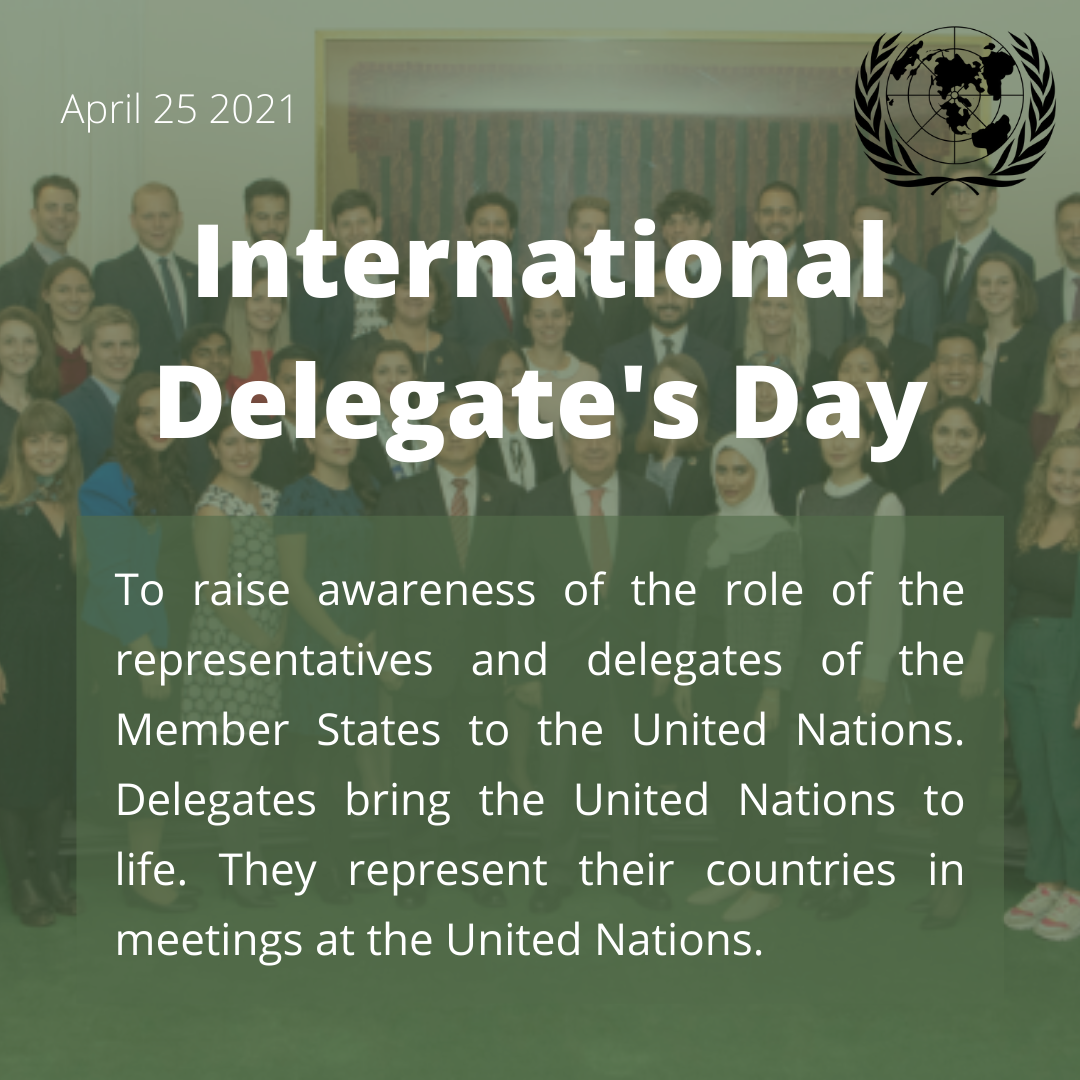 April 25 2021
International
Delegate's Day
To raise awareness of the role of the
representatives and delegates of the
Member States to the United Nations.
Delegates bring the United Nations to
life. They represent their countries in
meetings at the United Nations.